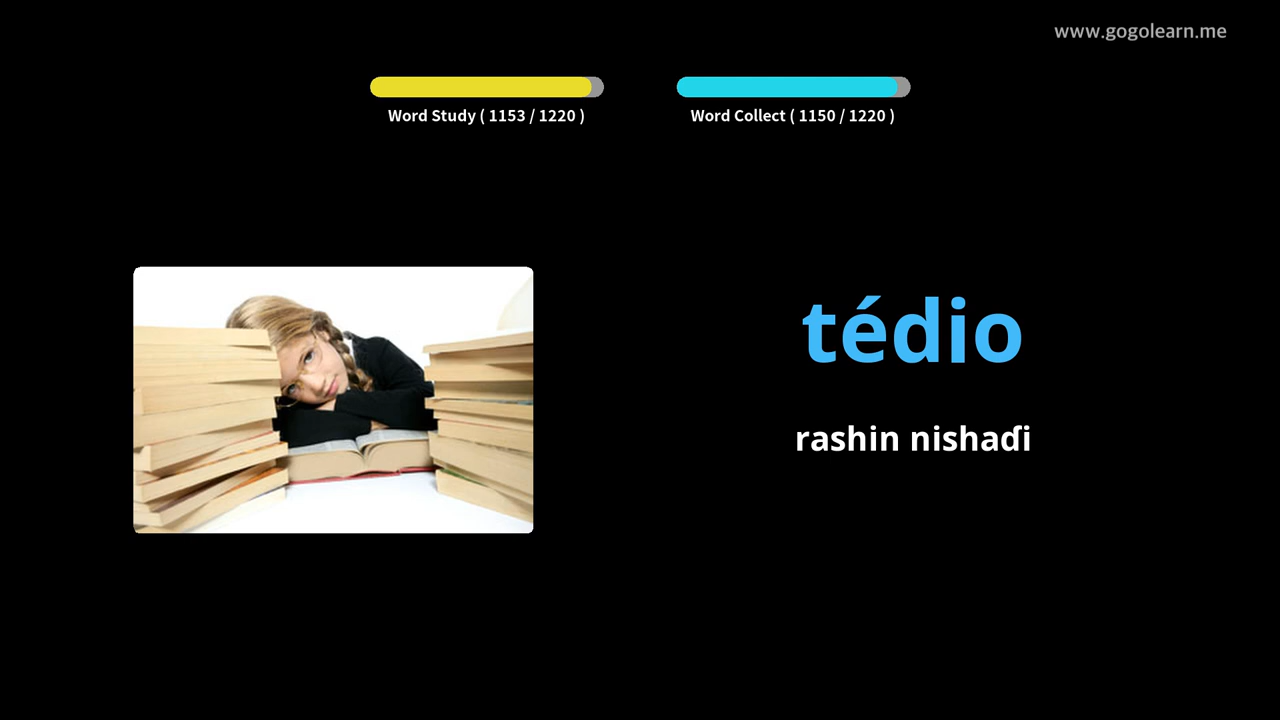 www.gogolearn.me
Word Study ( 1153 / 1220 )
Word Collect ( 1150 / 1220 )
tédio
rashin nishaɗi